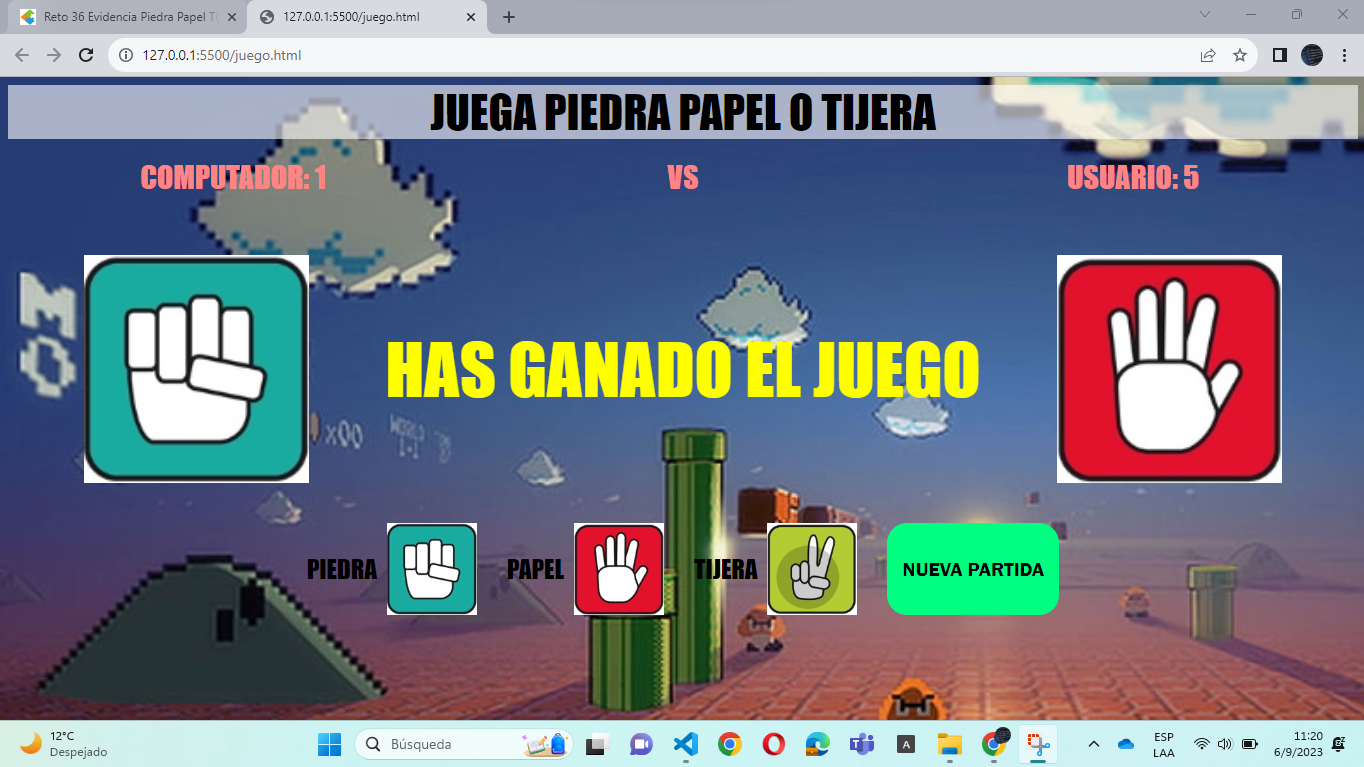 Reto 36 Evidencia Piedra Papel Ti
127.0.0.1:5500/juego.html
127.0.0.1:5500/juego.html
JUEGA PIEDRA PAPEL O TIJERA
COMPUTADOR: 1
VS
USUARIO: 5
MO
HAS GANADO EL JUEGO
x00
PIEDRA
PAPEL
TIJERA
NUEVA PARTIDA
12°C
Despejado
Búsqueda
A
ESP
LAA
11:20
6/9/2023